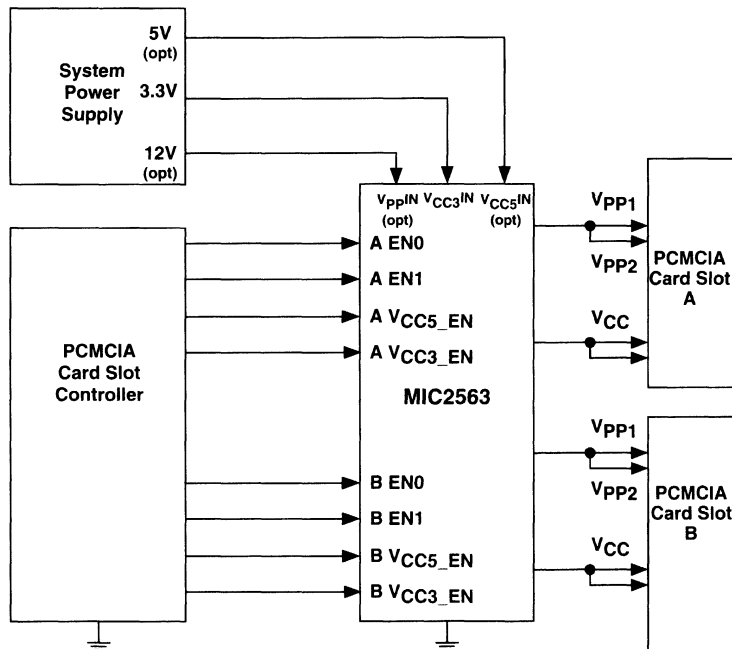 System
Power
Supply
5V
(opt)
3.3V
12V
(opt)
VPPIN
(opt)
VCC3IN
VCC5IN
(opt)
PCMCIA
Card Slot
Controller
A EN0
A EN1
A VCC5_EN
A VCC3_EN
MIC2563
B EN0
B EN1
B VCC5_EN
B VCC3_EN
VPP1
VPP2
VCC
PCMCIA
Card Slot
A
VPP1
VPP2
VCC
PCMCIA
Card Slot
B